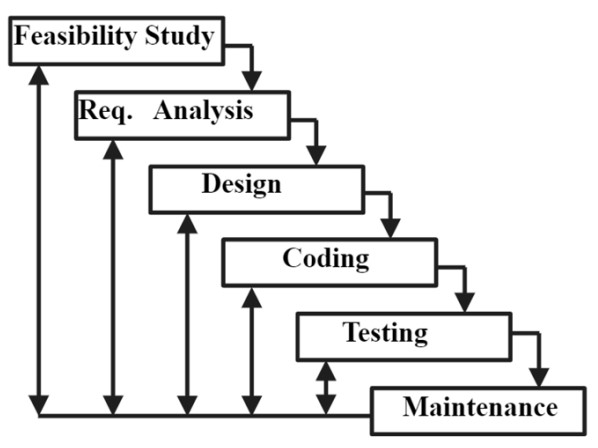 Feasibility Study
Req. Analysis
Design
Coding
Testing
Maintenance